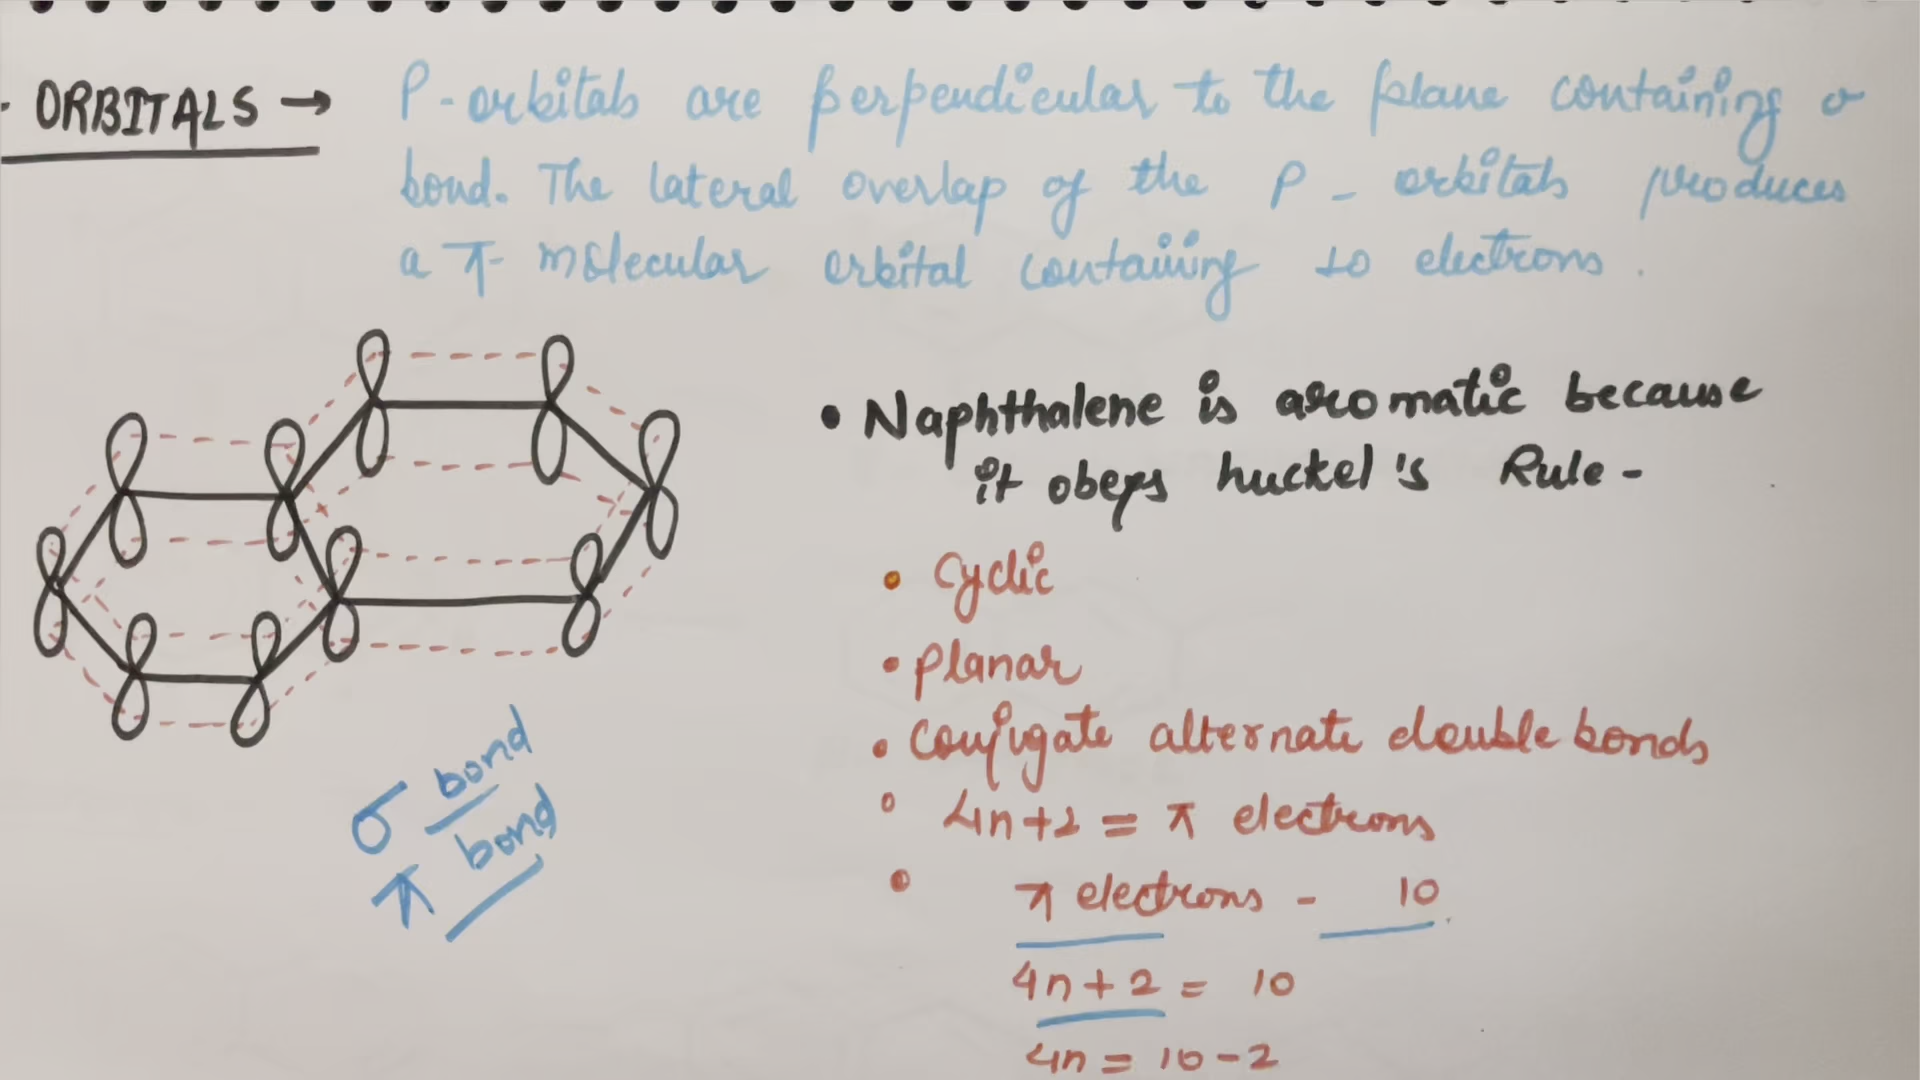 ORBITALS →
P-orbitals are perpendicular to the plane containing σ
bond. The lateral overlap of the P - orbitals produces
a π- molecular orbital containing 10 electrons.
• Naphthalene is aromatic because
it obeys huckel's Rule -
• Cyclic
• planar
• Conjugate alternate double bonds
• 4n+2 = π electrons
• π electrons - 10
4n + 2 = 10
4n = 10 - 2
σ bond
π bond